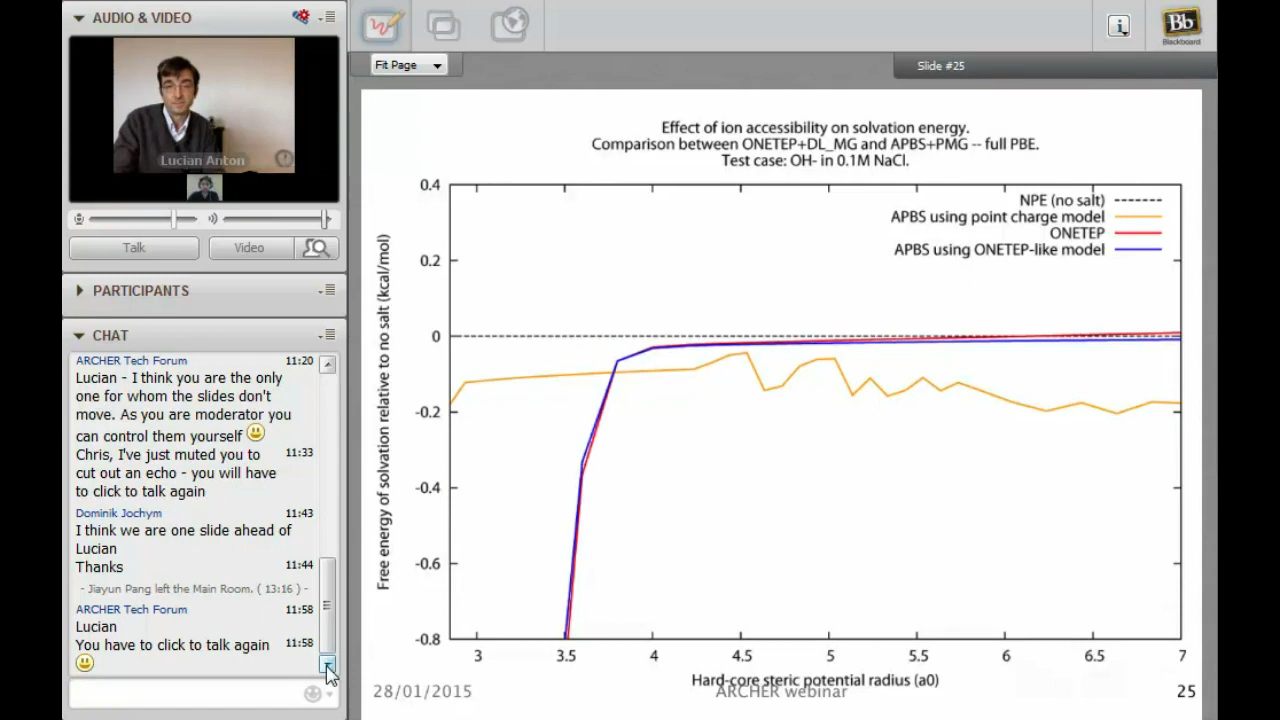 AUDIO & VIDEO
Lucian Anton
Talk
Video
PARTICIPANTS
CHAT
ARCHER Tech Forum 11:20
Lucian - I think you are the only
one for whom the slides don't
move. As you are moderator you
can control them yourself
Chris, I've just muted you to 11:33
cut out an echo - you will have
to click to talk again
Dominik Jochym 11:43
I think we are one slide ahead of
Lucian
Thanks 11:44
- Jiayun Pang left the Main Room. ( 13:16 ) -
ARCHER Tech Forum 11:58
Lucian
You have to click to talk again 11:58
Fit Page
Slide #25
i
Bb
Blackboard
Effect of ion accessibility on solvation energy.
Comparison between ONETEP+DL_MG and APBS+PMG -- full PBE.
Test case: OH- in 0.1M NaCl.
NPE (no salt)
APBS using point charge model
ONETEP
APBS using ONETEP-like model
Free energy of solvation relative to no salt (kcal/mol)
0.4
0.2
0
-0.2
-0.4
-0.6
-0.8
3 3.5 4 4.5 5 5.5 6 6.5 7
Hard-core steric potential radius (a0)
28/01/2015 ARCHER webinar 25